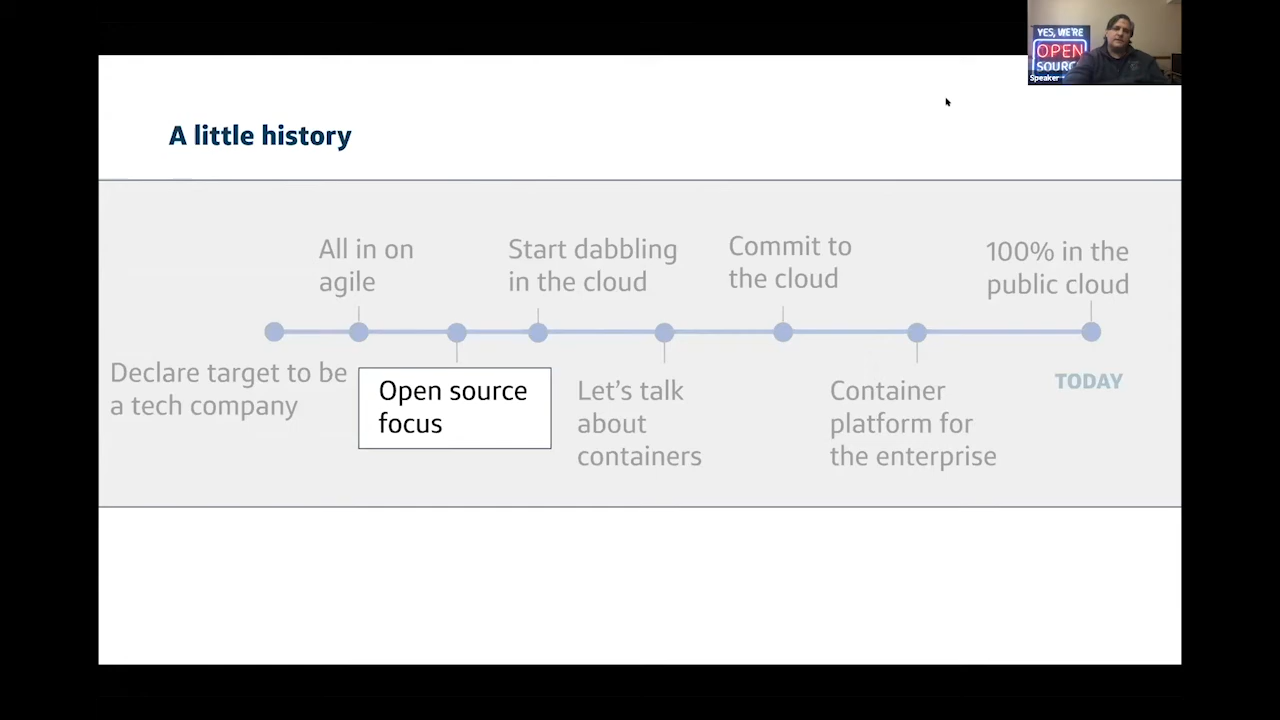 YES, WE'RE
OPEN
SOURCE
Speaker
A little history
All in on
agile
Start dabbling
in the cloud
Commit to
the cloud
100% in the
public cloud
Declare target to be
a tech company
Open source
focus
Let's talk
about
containers
Container
platform for
the enterprise
TODAY